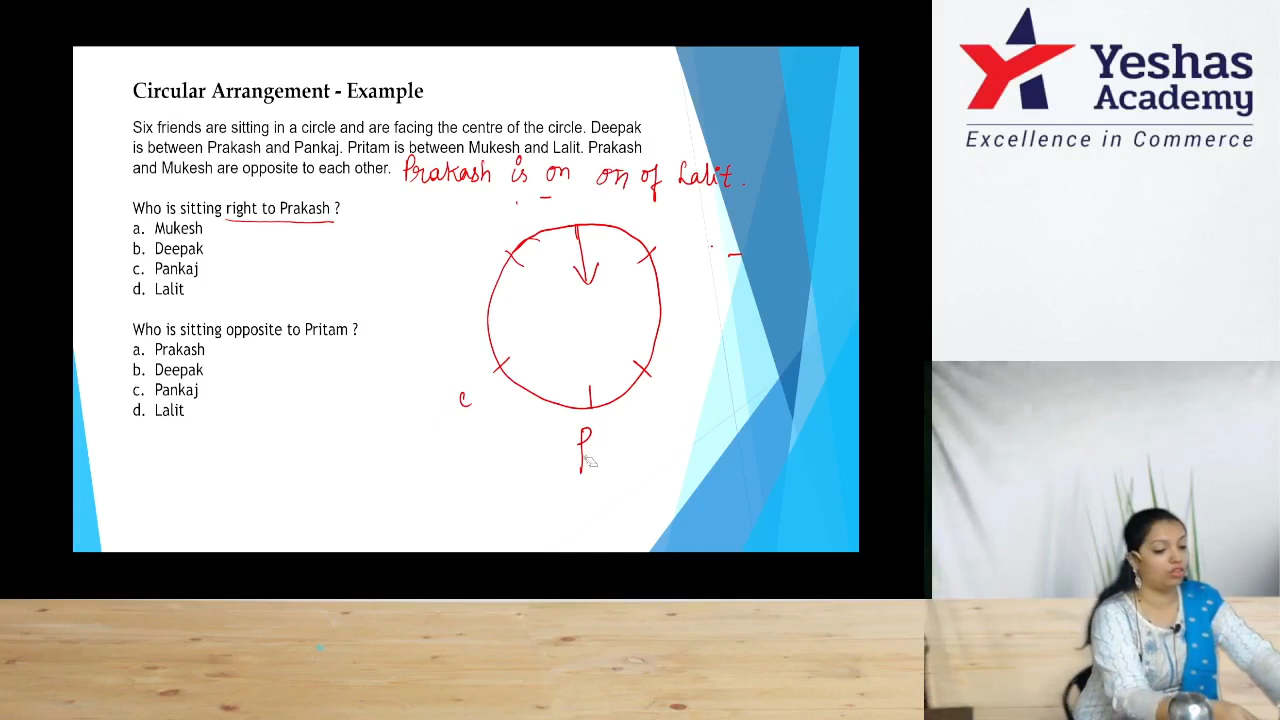 Circular Arrangement - Example
Six friends are sitting in a circle and are facing the centre of the circle. Deepak
is between Prakash and Pankaj. Pritam is between Mukesh and Lalit. Prakash
and Mukesh are opposite to each other. Prakash is on on of Lalit.
Who is sitting right to Prakash ?
a. Mukesh
b. Deepak
c. Pankaj
d. Lalit
Who is sitting opposite to Pritam ?
a. Prakash
b. Deepak
c. Pankaj
d. Lalit
c
P
Yeshas
Academy
Excellence in Commerce